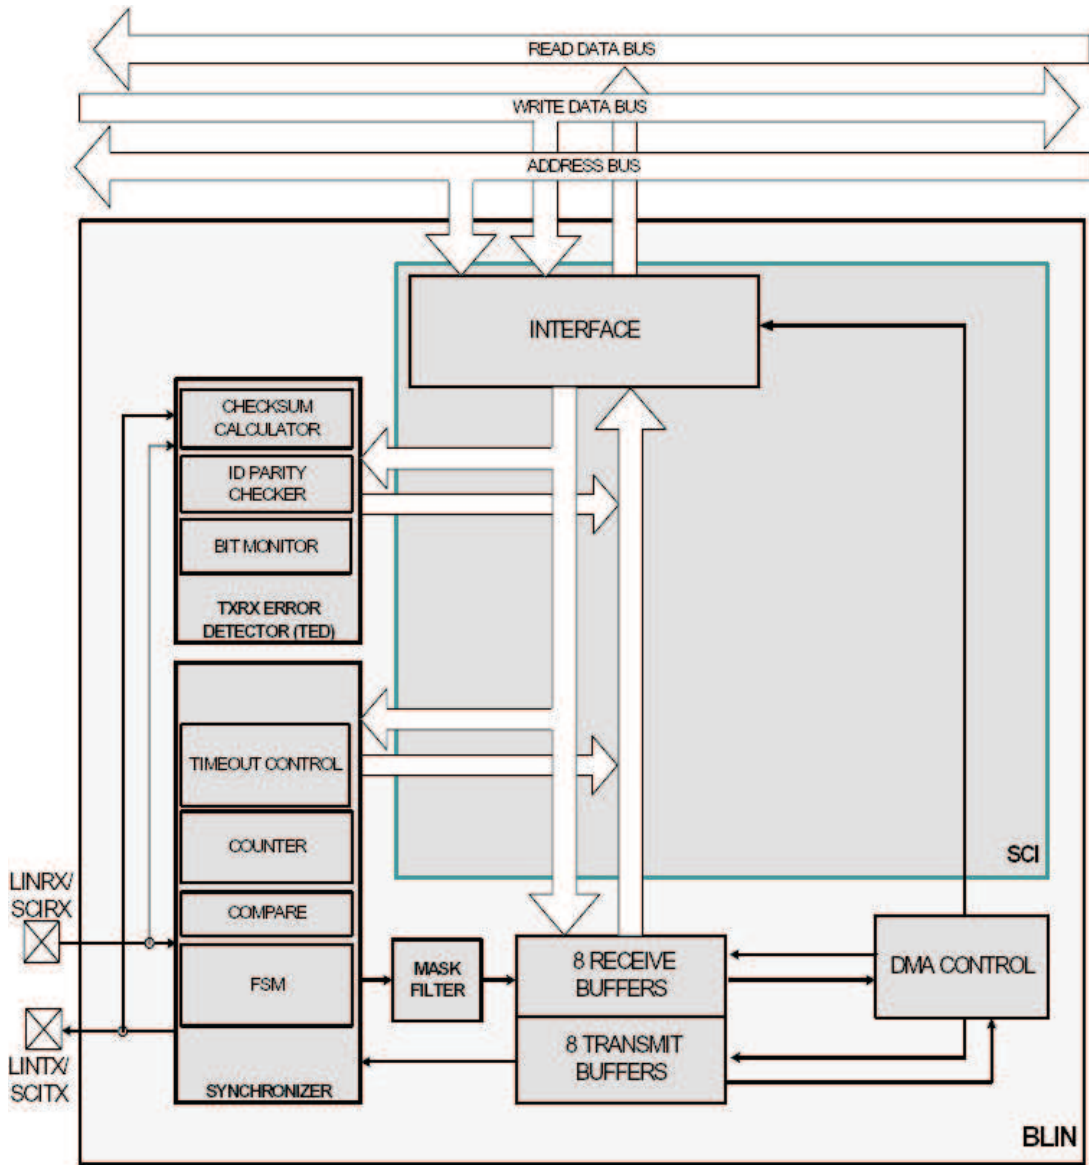 READ DATA BUS
WRITE DATA BUS
ADDRESS BUS
INTERFACE
CHECKSUM
CALCULATOR
ID PARITY
CHECKER
BIT MONITOR
TXRX ERROR
DETECTOR (TED)
TIMEOUT CONTROL
COUNTER
COMPARE
FSM
SYNCHRONIZER
LINRX/
SCIRX
LINTX/
SCITX
MASK
FILTER
8 RECEIVE
BUFFERS
8 TRANSMIT
BUFFERS
SCI
DMA CONTROL
BLIN